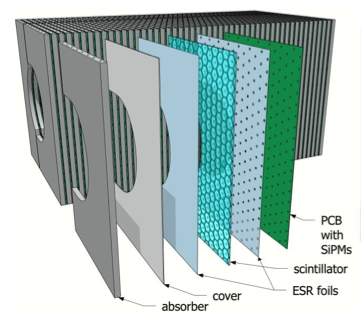 PCB
with
SiPMs
scintillator
ESR foils
cover
absorber